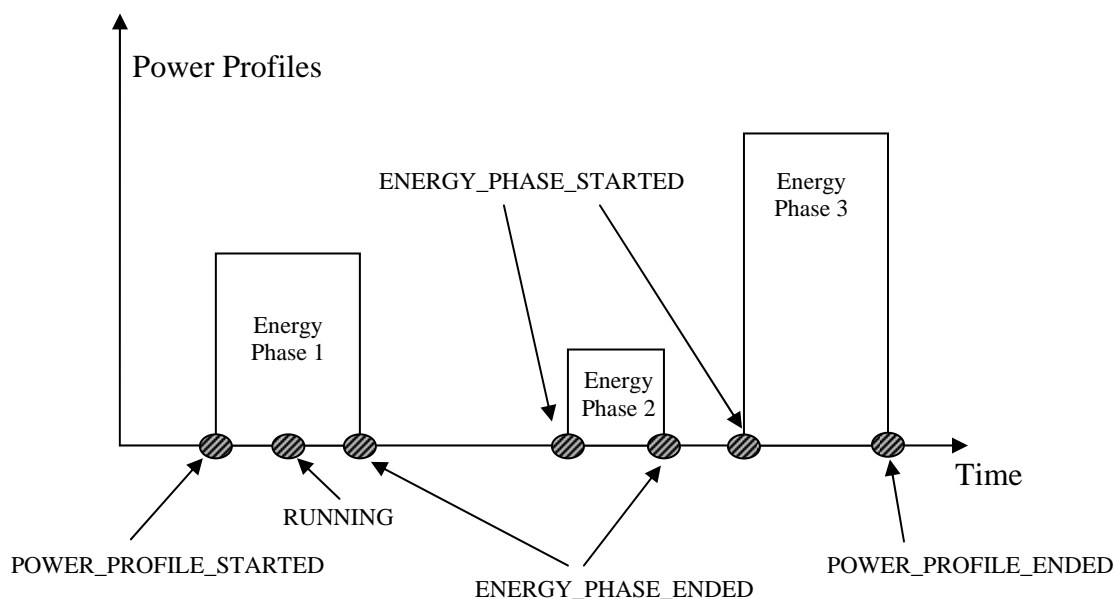 Power Profiles
ENERGY_PHASE_STARTED
Energy
Phase 3
Energy
Phase 1
Energy
Phase 2
Time
RUNNING
POWER_PROFILE_STARTED
ENERGY_PHASE_ENDED
POWER_PROFILE_ENDED